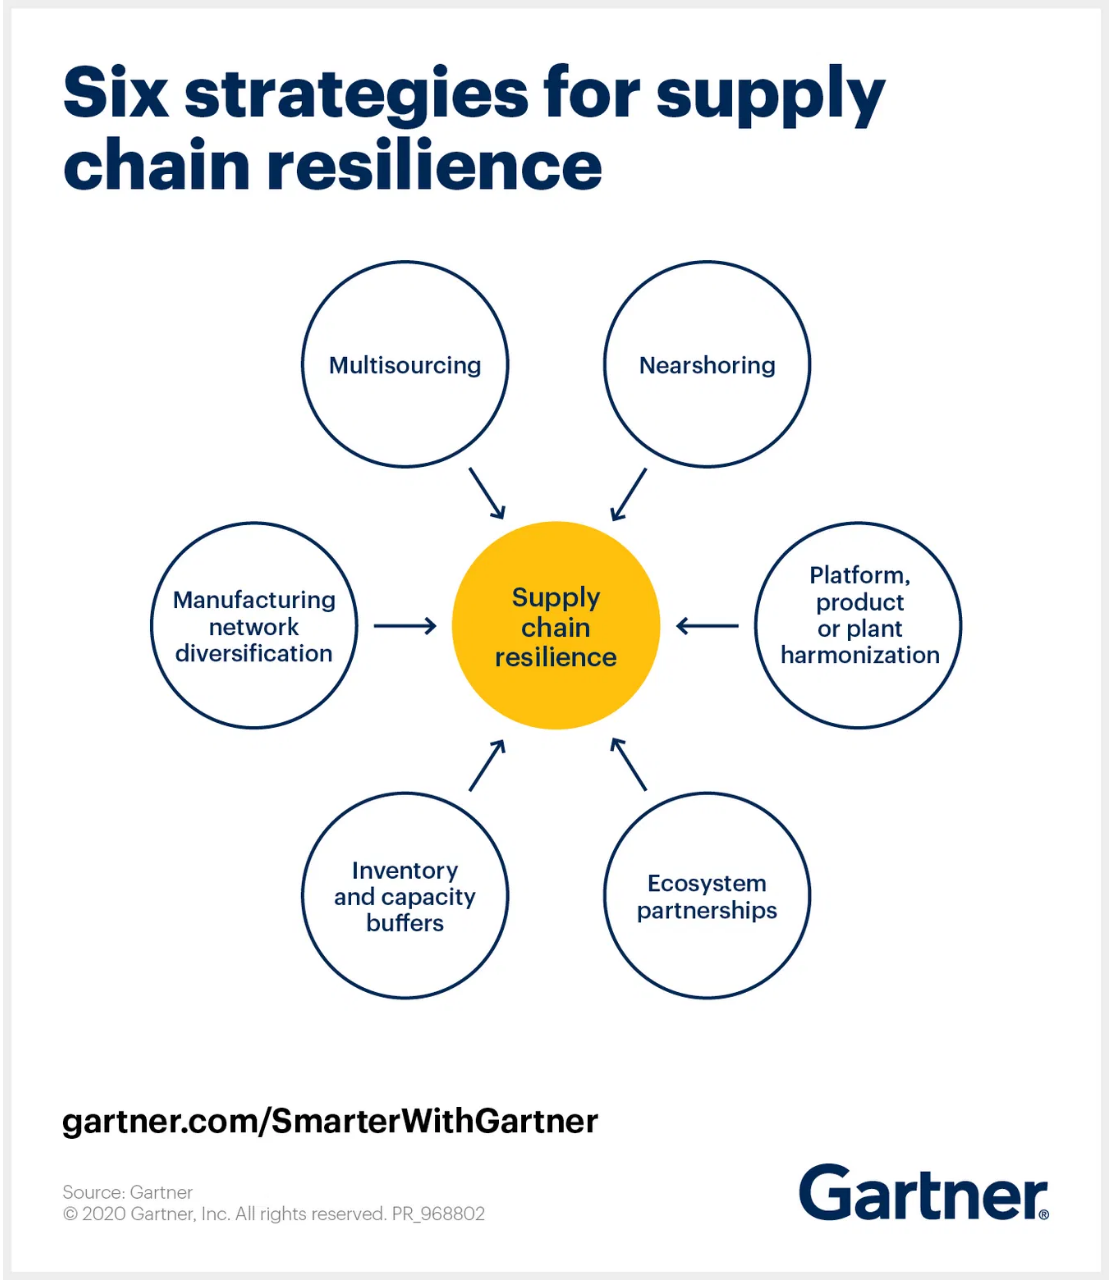 Six strategies for supply
chain resilience
Multisourcing
Nearshoring
Manufacturing
network
diversification
Supply
chain
resilience
Platform,
product
or plant
harmonization
Inventory
and capacity
buffers
Ecosystem
partnerships
gartner.com/SmarterWithGartner
Source: Gartner
© 2020 Gartner, Inc. All rights reserved. PR_968802
Gartner®